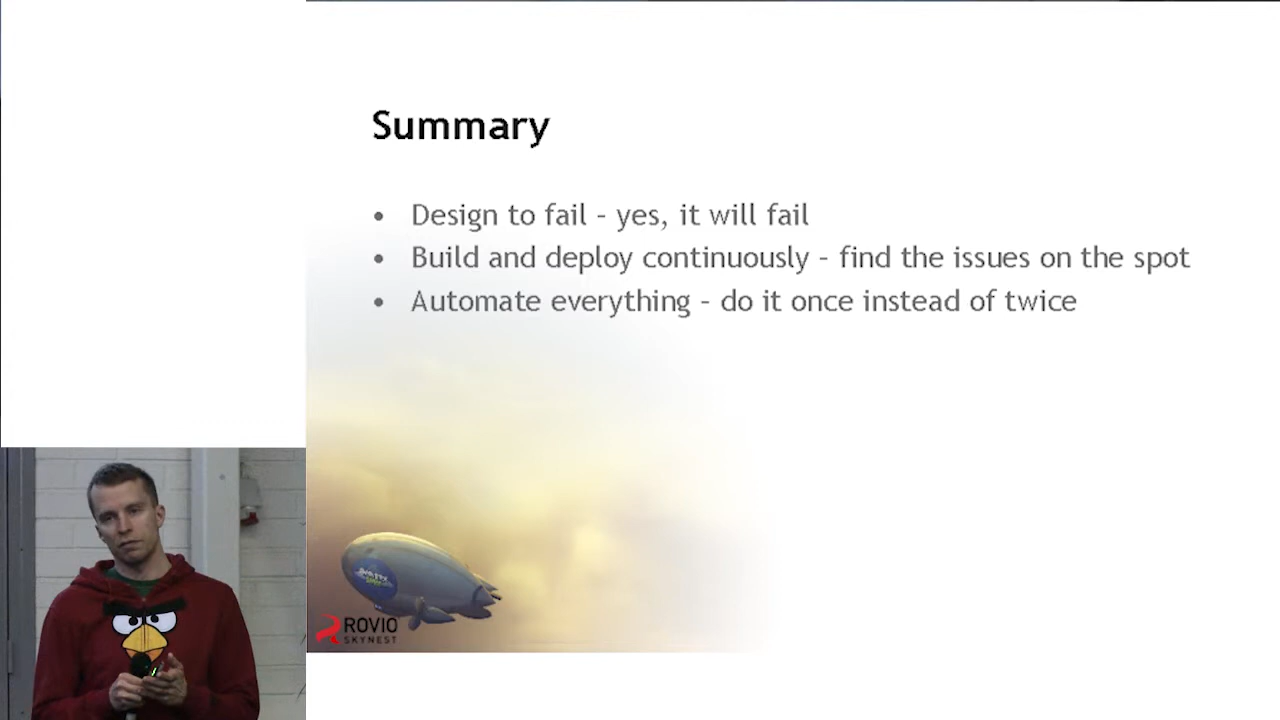 Summary
• Design to fail – yes, it will fail
• Build and deploy continuously – find the issues on the spot
• Automate everything – do it once instead of twice
ROVIO
SKYNEST